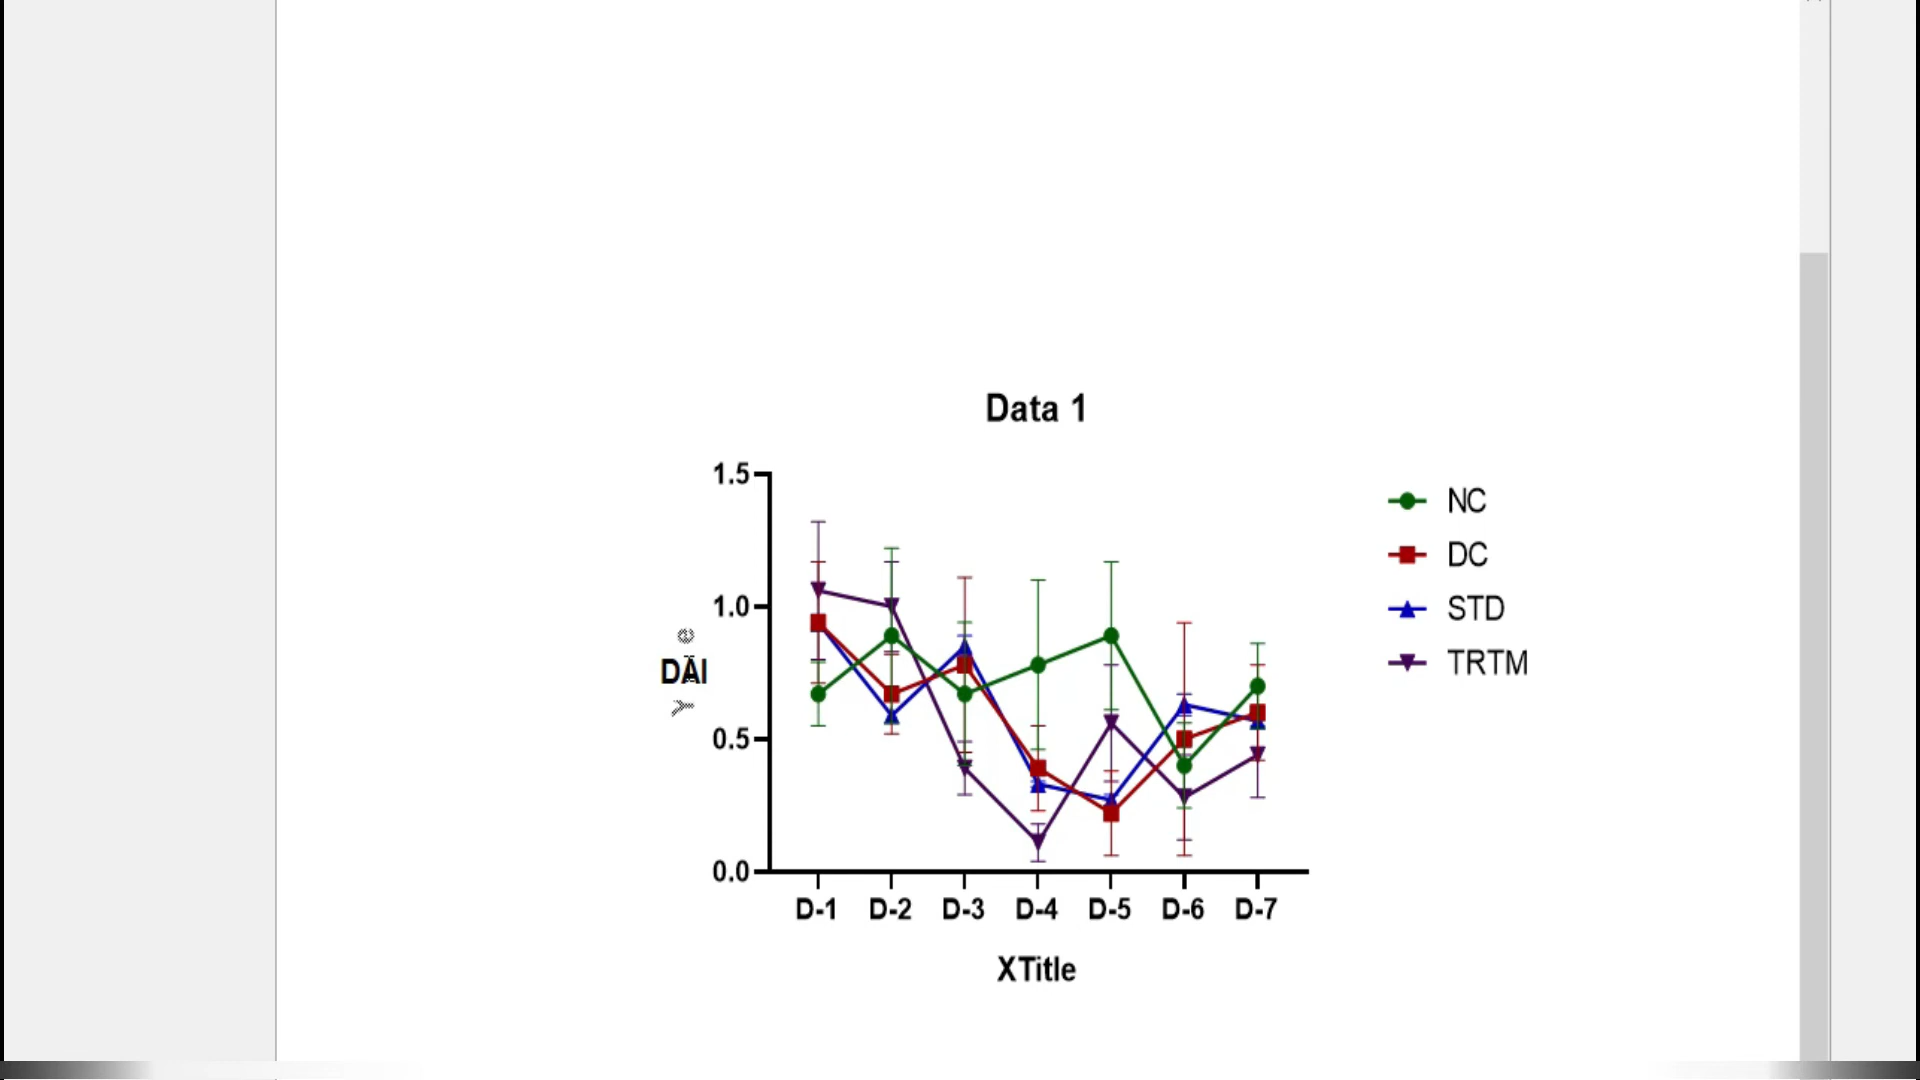 Data 1
1.5
1.0
0.5
0.0
DAI
D-1 D-2 D-3 D-4 D-5 D-6 D-7
XTitle
NC
DC
STD
TRTM